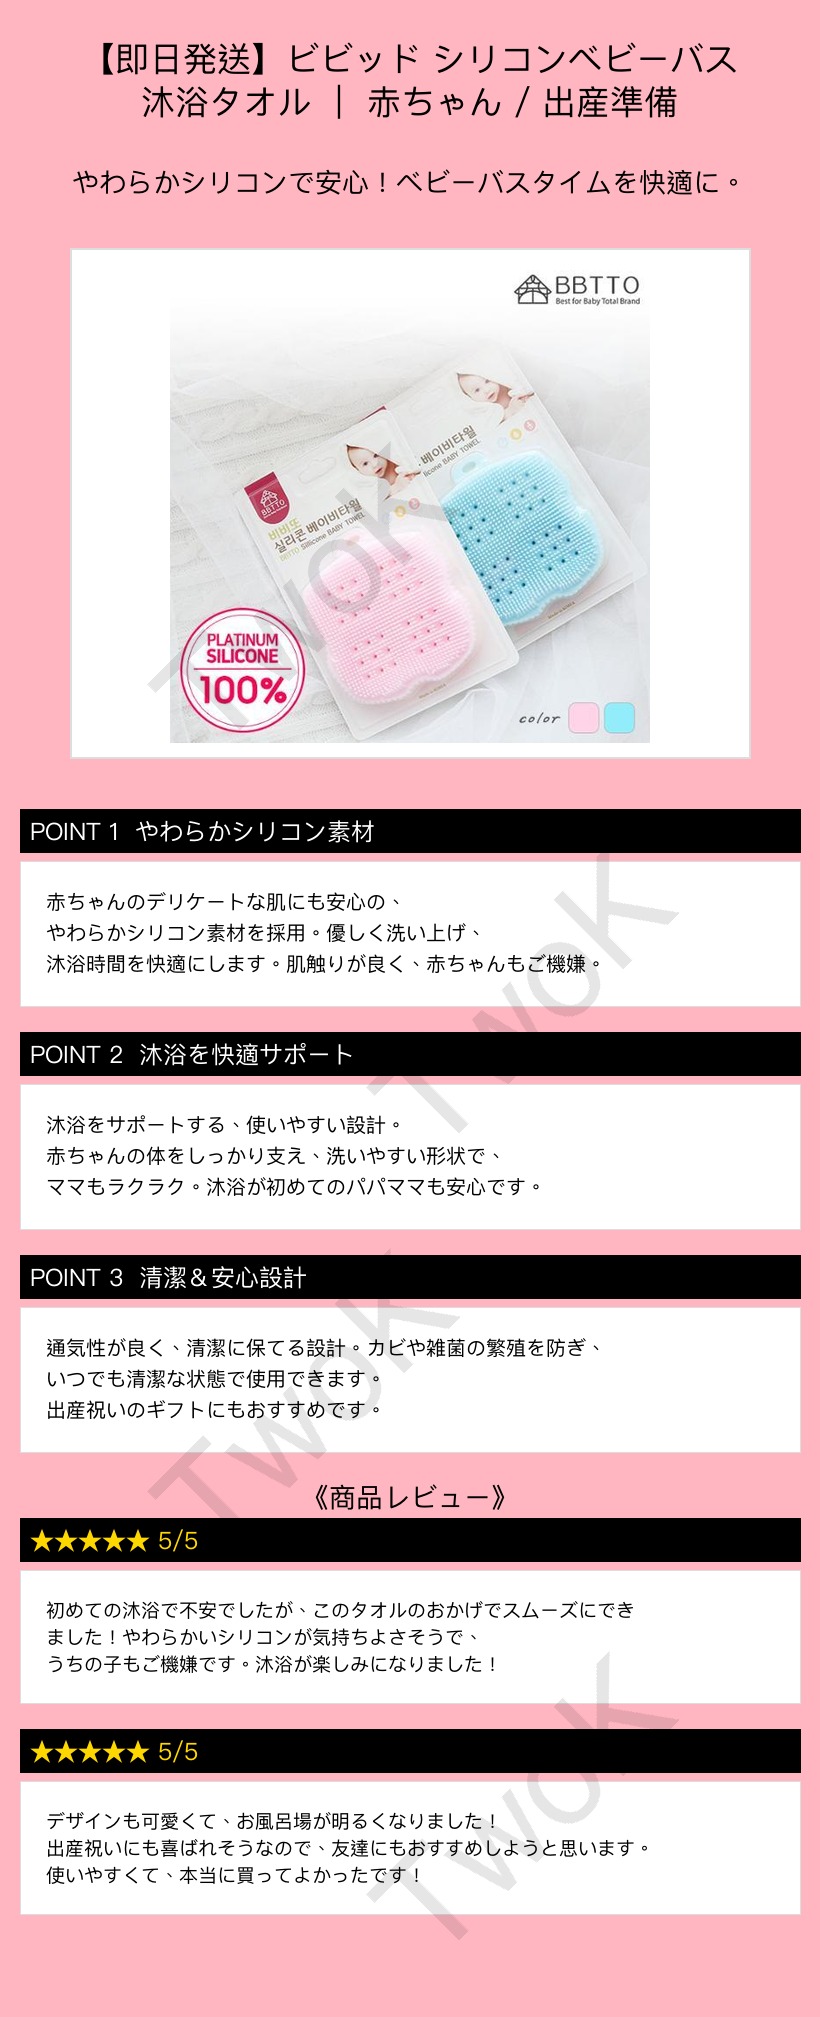 【即日発送】ビビッド シリコンベビーバス
沐浴タオル ｜ 赤ちゃん / 出産準備
やわらかシリコンで安心！ベビーバスタイムを快適に。
BBTTO
Best for Baby Total Brand
베이비타월
licone BABY TOWEL
BBTTO
비비또
실리콘 베이비타월
BBTTO Sillicone BABY TOWEL
PLATINUM
SILICONE
100%
color
TwoK
POINT 1 やわらかシリコン素材
赤ちゃんのデリケートな肌にも安心の、
やわらかシリコン素材を採用。優しく洗い上げ、
沐浴時間を快適にします。肌触りが良く、赤ちゃんもご機嫌。
TwoK
POINT 2 沐浴を快適サポート
沐浴をサポートする、使いやすい設計。
赤ちゃんの体をしっかり支え、洗いやすい形状で、
ママもラクラク。沐浴が初めてのパパママも安心です。
POINT 3 清潔＆安心設計
通気性が良く、清潔に保てる設計。カビや雑菌の繁殖を防ぎ、
いつでも清潔な状態で使用できます。
出産祝いのギフトにもおすすめです。
TwoK
《商品レビュー》
★★★★★ 5/5
初めての沐浴で不安でしたが、このタオルのおかげでスムーズにでき
ました！やわらかいシリコンが気持ちよさそうで、
うちの子もご機嫌です。沐浴が楽しみになりました！
★★★★★ 5/5
デザインも可愛くて、お風呂場が明るくなりました！
出産祝いにも喜ばれそうなので、友達にもおすすめしようと思います。
使いやすくて、本当に買ってよかったです！
TwoK